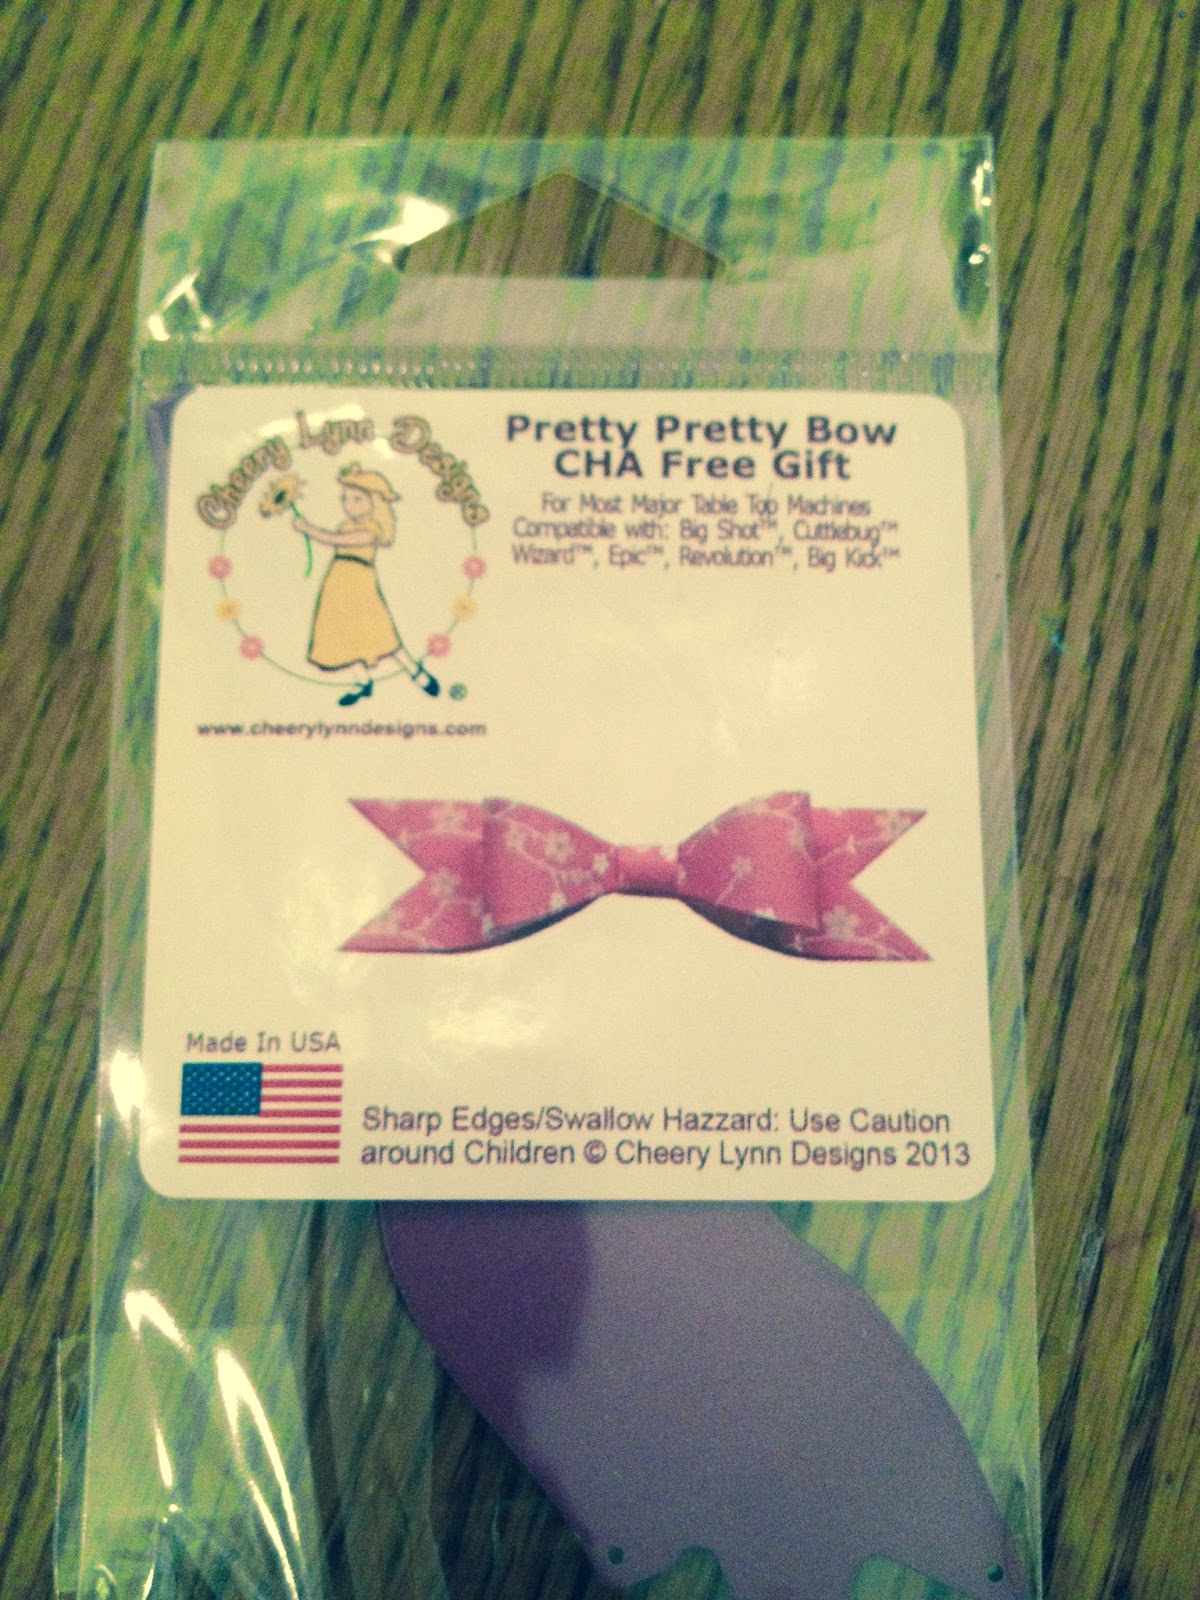 Cheery Lynn Designs
®
www.cheerylynndesigns.com
Pretty Pretty Bow
CHA Free Gift
For Most Major Table Top Machines
Compatible with: Big Shot™, Cuttlebug™
Wizard™, Epic™, Revolution™, Big Kick™
Made In USA
Sharp Edges/Swallow Hazzard: Use Caution
around Children © Cheery Lynn Designs 2013